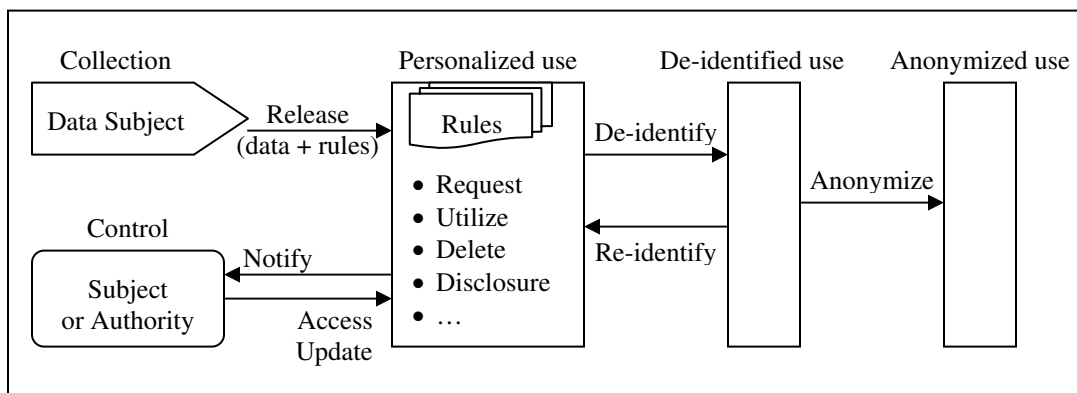 Collection
Data Subject
Release
(data + rules)
Control
Subject
or Authority
Notify
Access
Update
Personalized use
Rules
• Request
• Utilize
• Delete
• Disclosure
• …
De-identify
Re-identify
De-identified use
Anonymize
Anonymized use